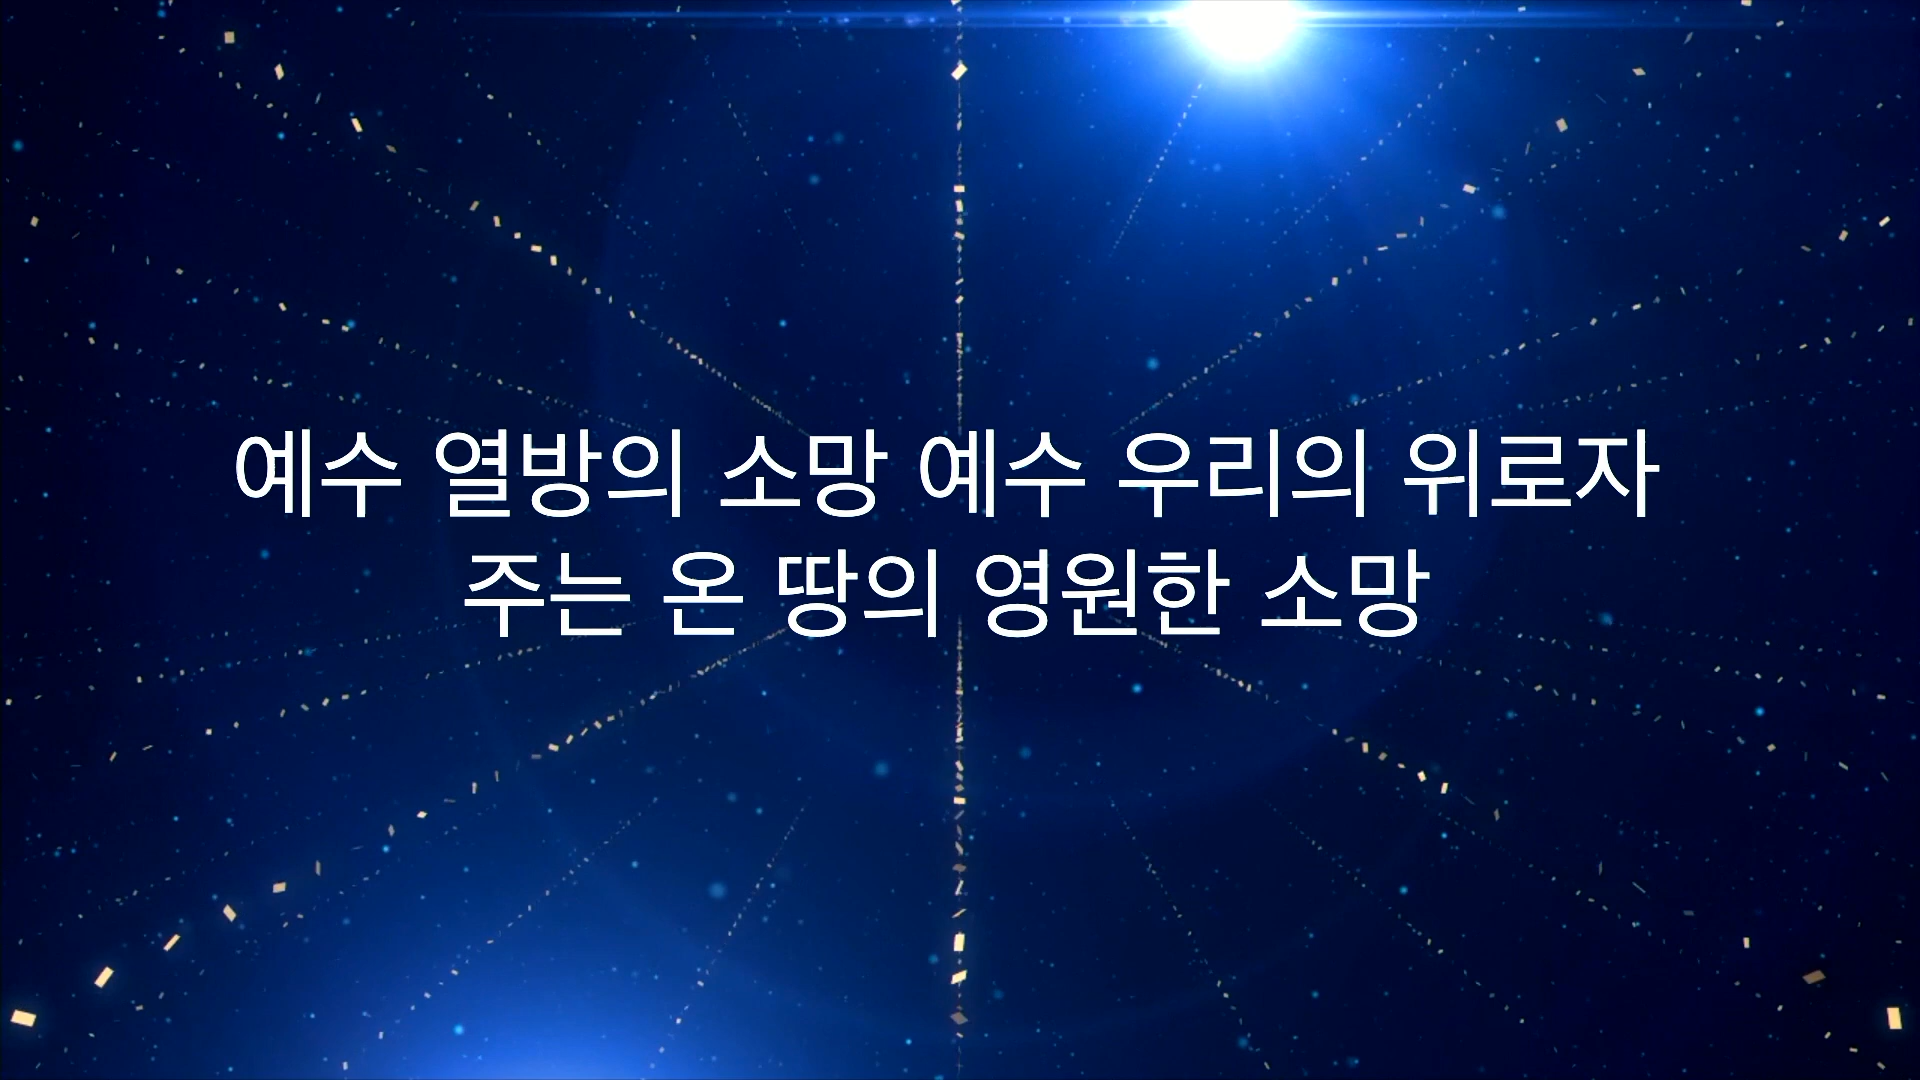 예수 열방의 소망 예수 우리의 위로자
주는 온 땅의 영원한 소망